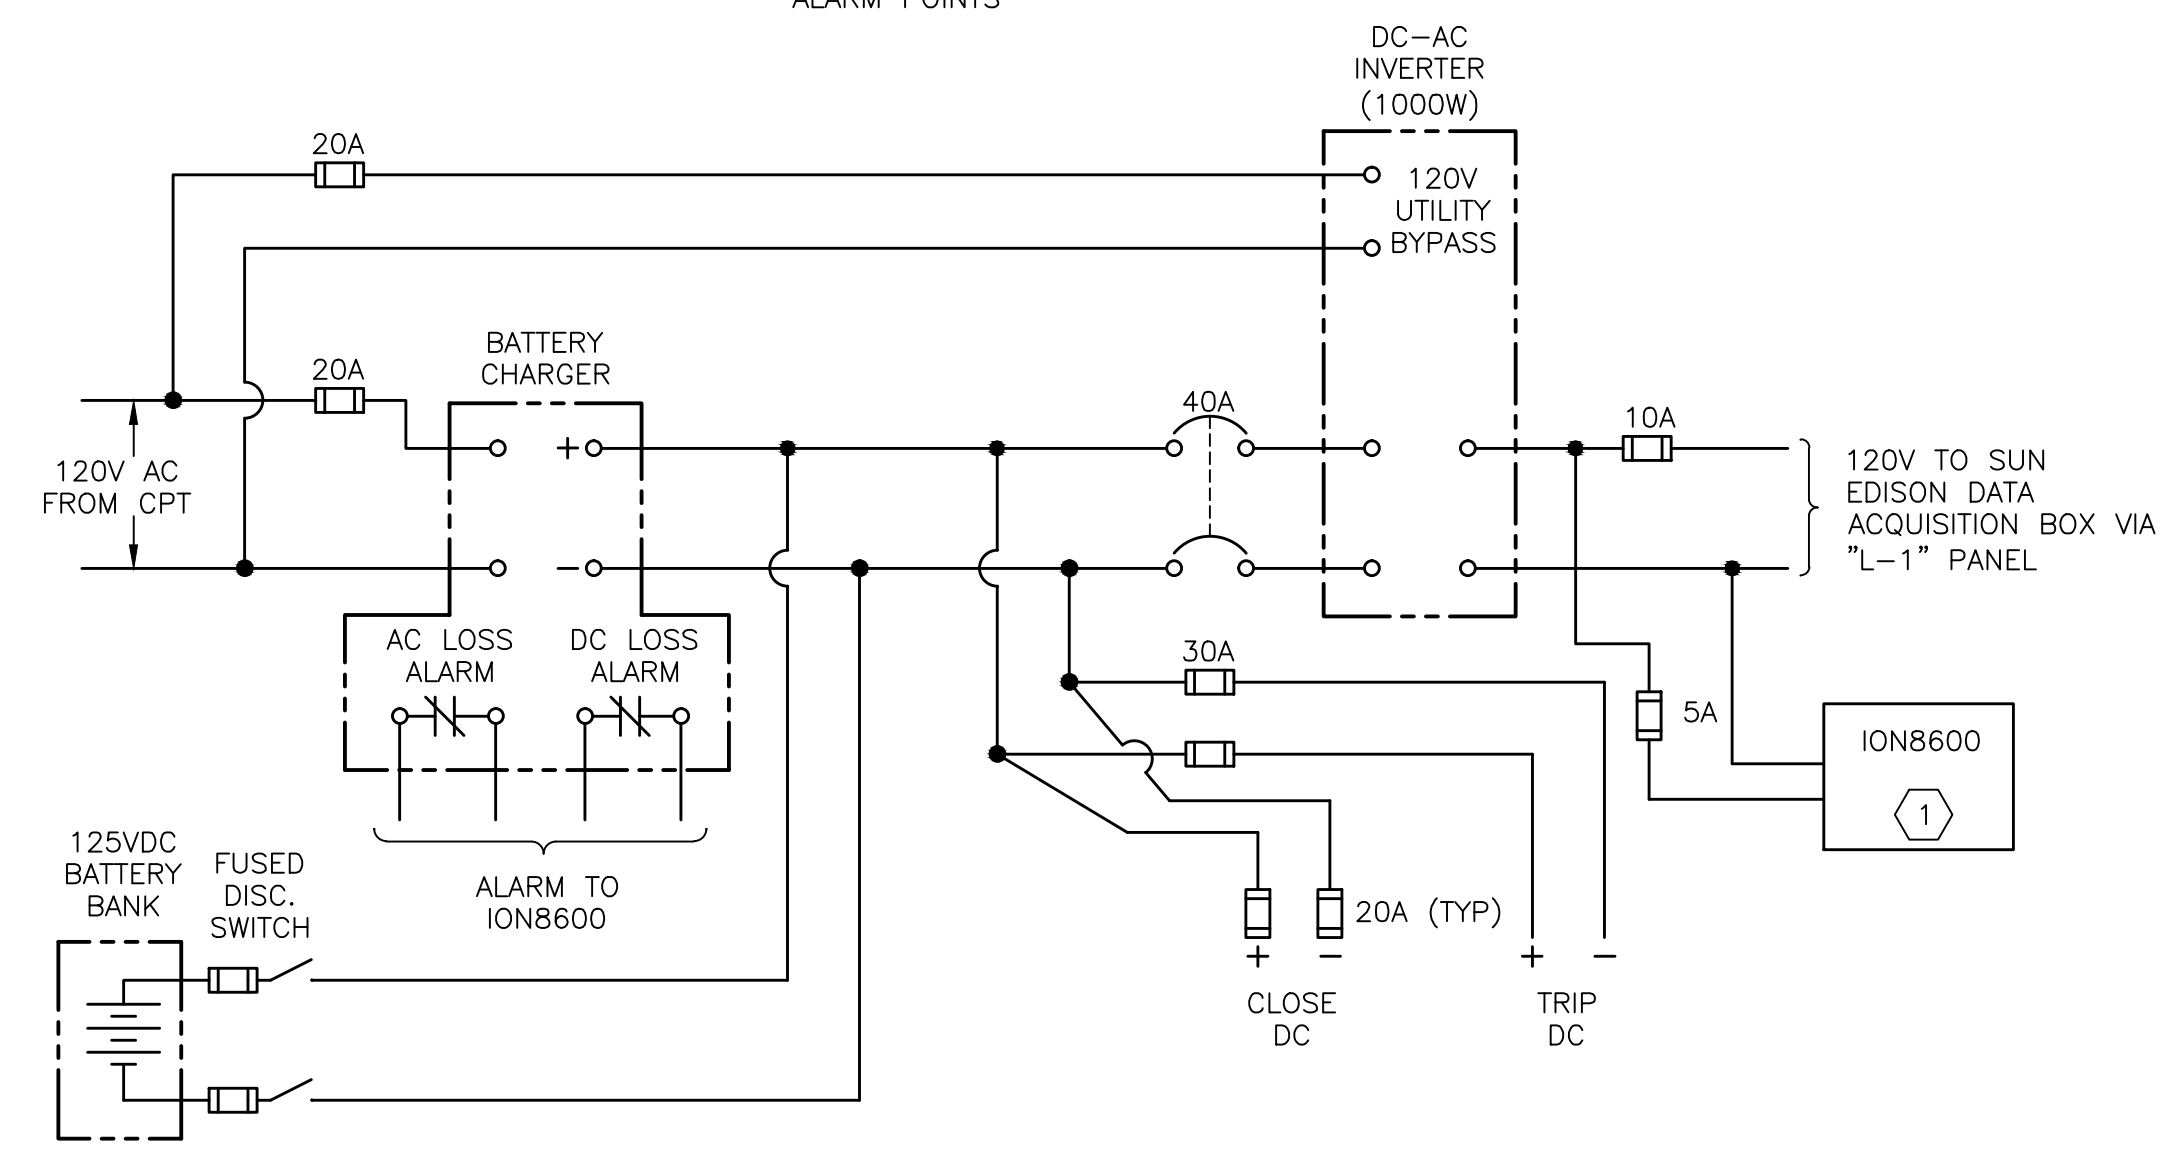 ALARM POINTS
DC-AC
INVERTER
(1000W)
20A
120V
UTILITY
BYPASS
BATTERY
CHARGER
20A
40A
10A
+
120V AC
FROM CPT
120V TO SUN
EDISON DATA
ACQUISITION BOX VIA
"L-1" PANEL
-
AC LOSS
ALARM
DC LOSS
ALARM
30A
5A
ION8600
1
125VDC
BATTERY
BANK
FUSED
DISC.
SWITCH
ALARM TO
ION8600
20A (TYP)
+ -
+ -
CLOSE
DC
TRIP
DC